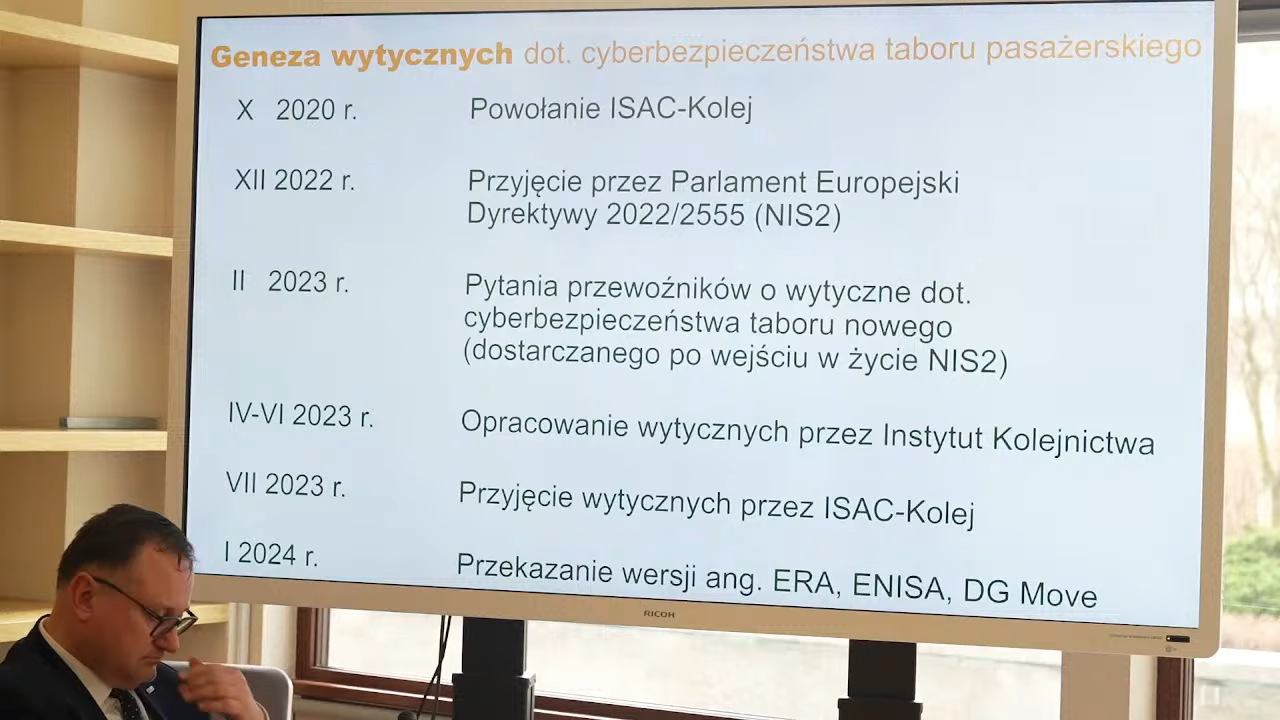 Geneza wytycznych dot. cyberbezpieczeństwa taboru pasażerskiego
X 2020 r. Powołanie ISAC-Kolej
XII 2022 r. Przyjęcie przez Parlament Europejski
Dyrektywy 2022/2555 (NIS2)
II 2023 r. Pytania przewoźników o wytyczne dot.
cyberbezpieczeństwa taboru nowego
(dostarczanego po wejściu w życie NIS2)
IV-VI 2023 r. Opracowanie wytycznych przez Instytut Kolejnictwa
VII 2023 r. Przyjęcie wytycznych przez ISAC-Kolej
I 2024 r. Przekazanie wersji ang. ERA, ENISA, DG Move
RICOH